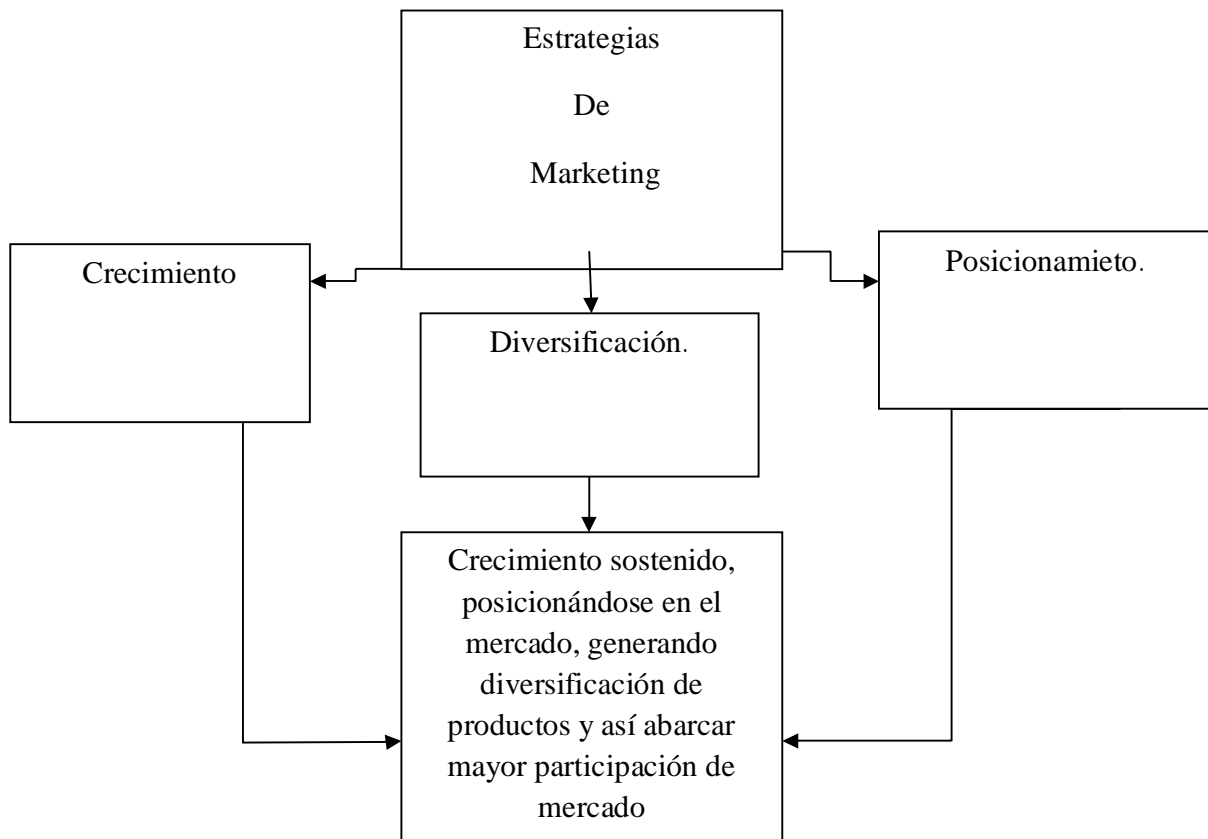 Estrategias
De
Marketing
Crecimiento
Posicionamieto.
Diversificación.
Crecimiento sostenido,
posicionándose en el
mercado, generando
diversificación de
productos y así abarcar
mayor participación de
mercado